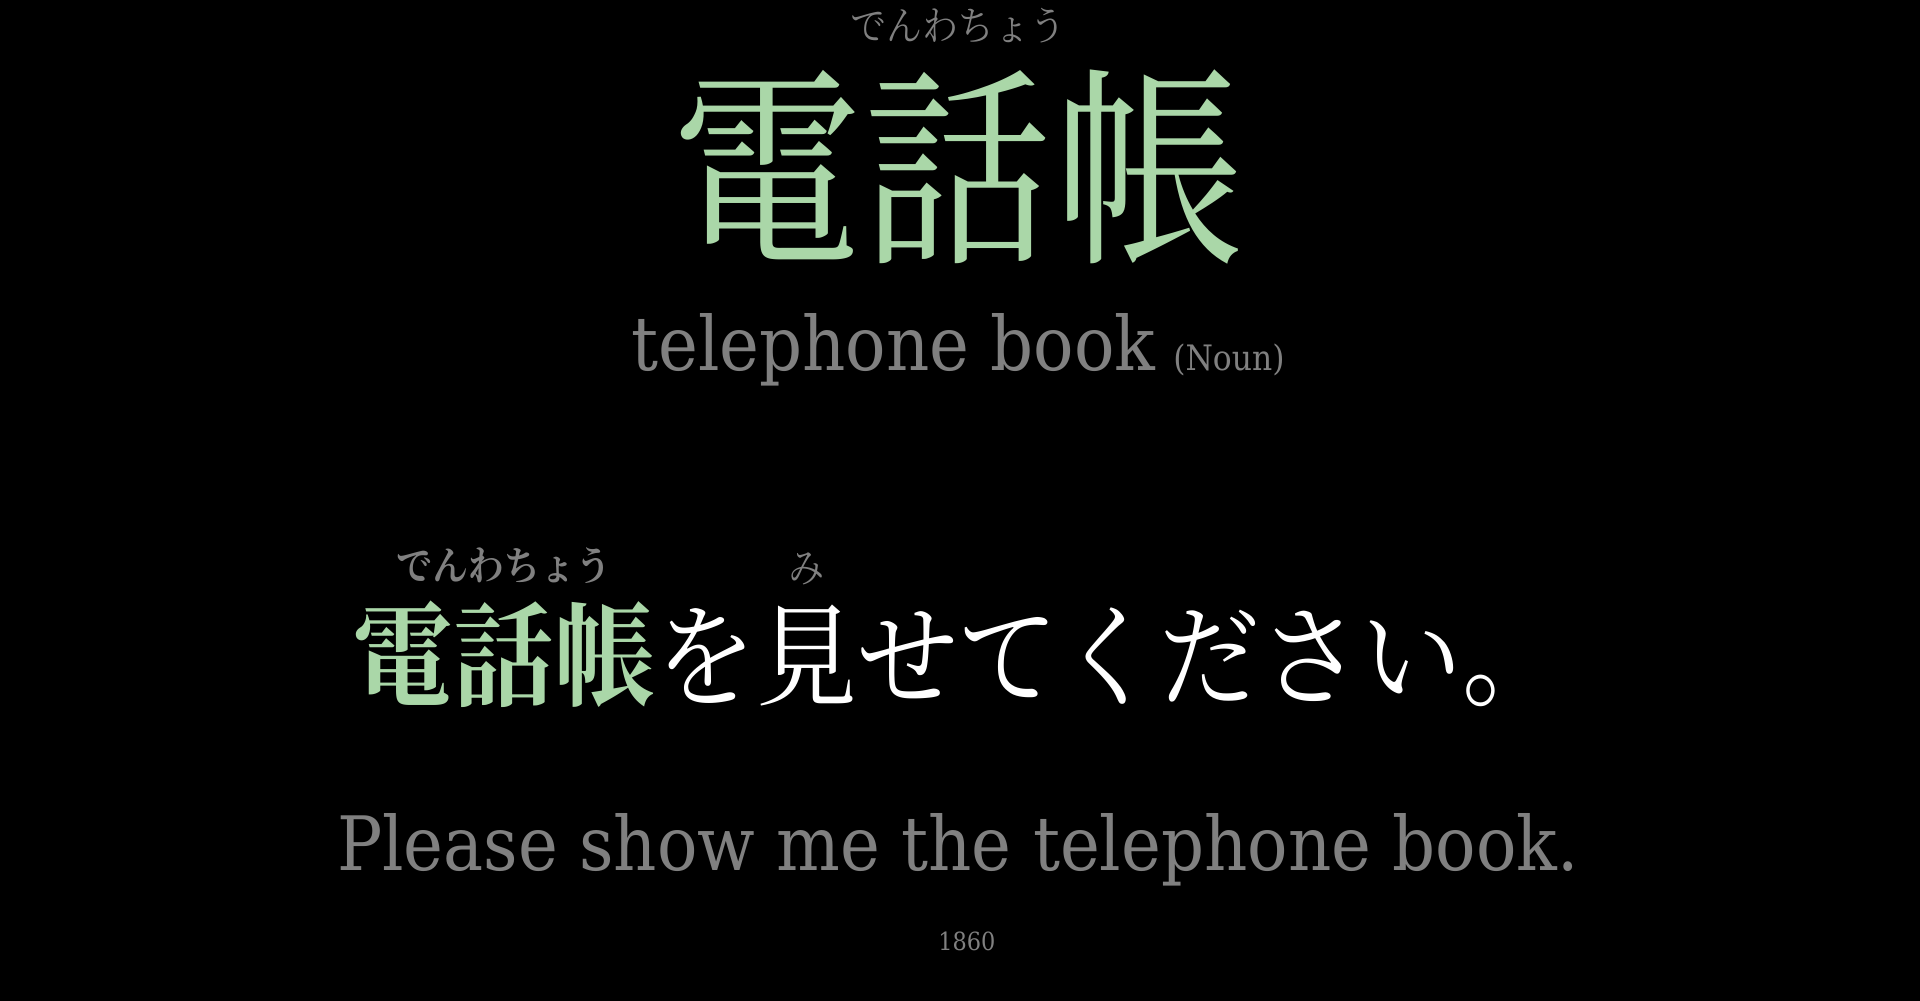 でんわちょう
電話帳
telephone book (Noun)
でんわちょう み
電話帳を見せてください。
Please show me the telephone book.
1860